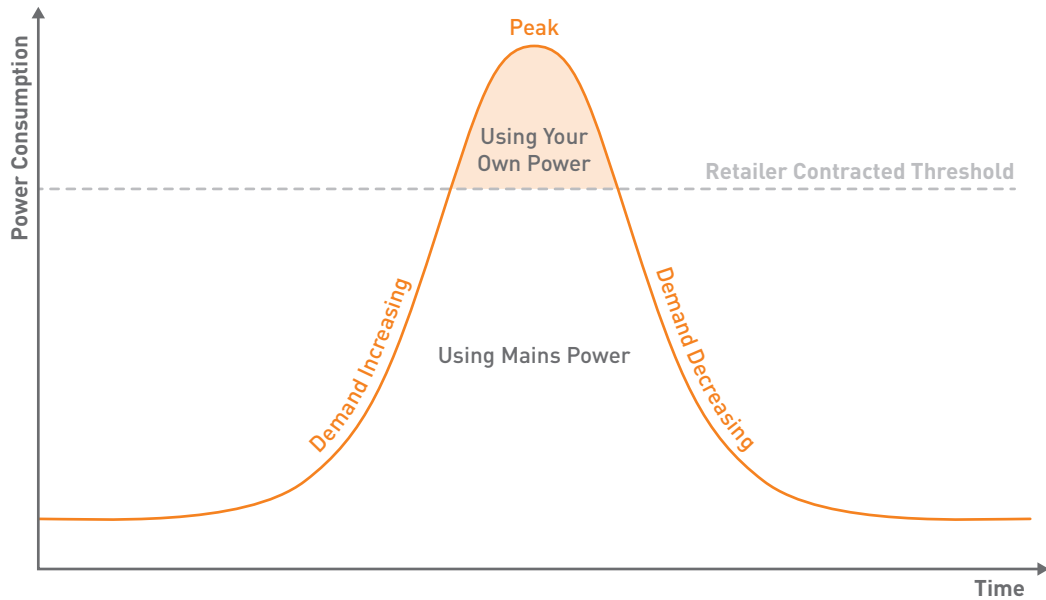 Peak
Power Consumption
Using Your
Own Power
Retailer Contracted Threshold
Demand Increasing
Demand Decreasing
Using Mains Power
Time